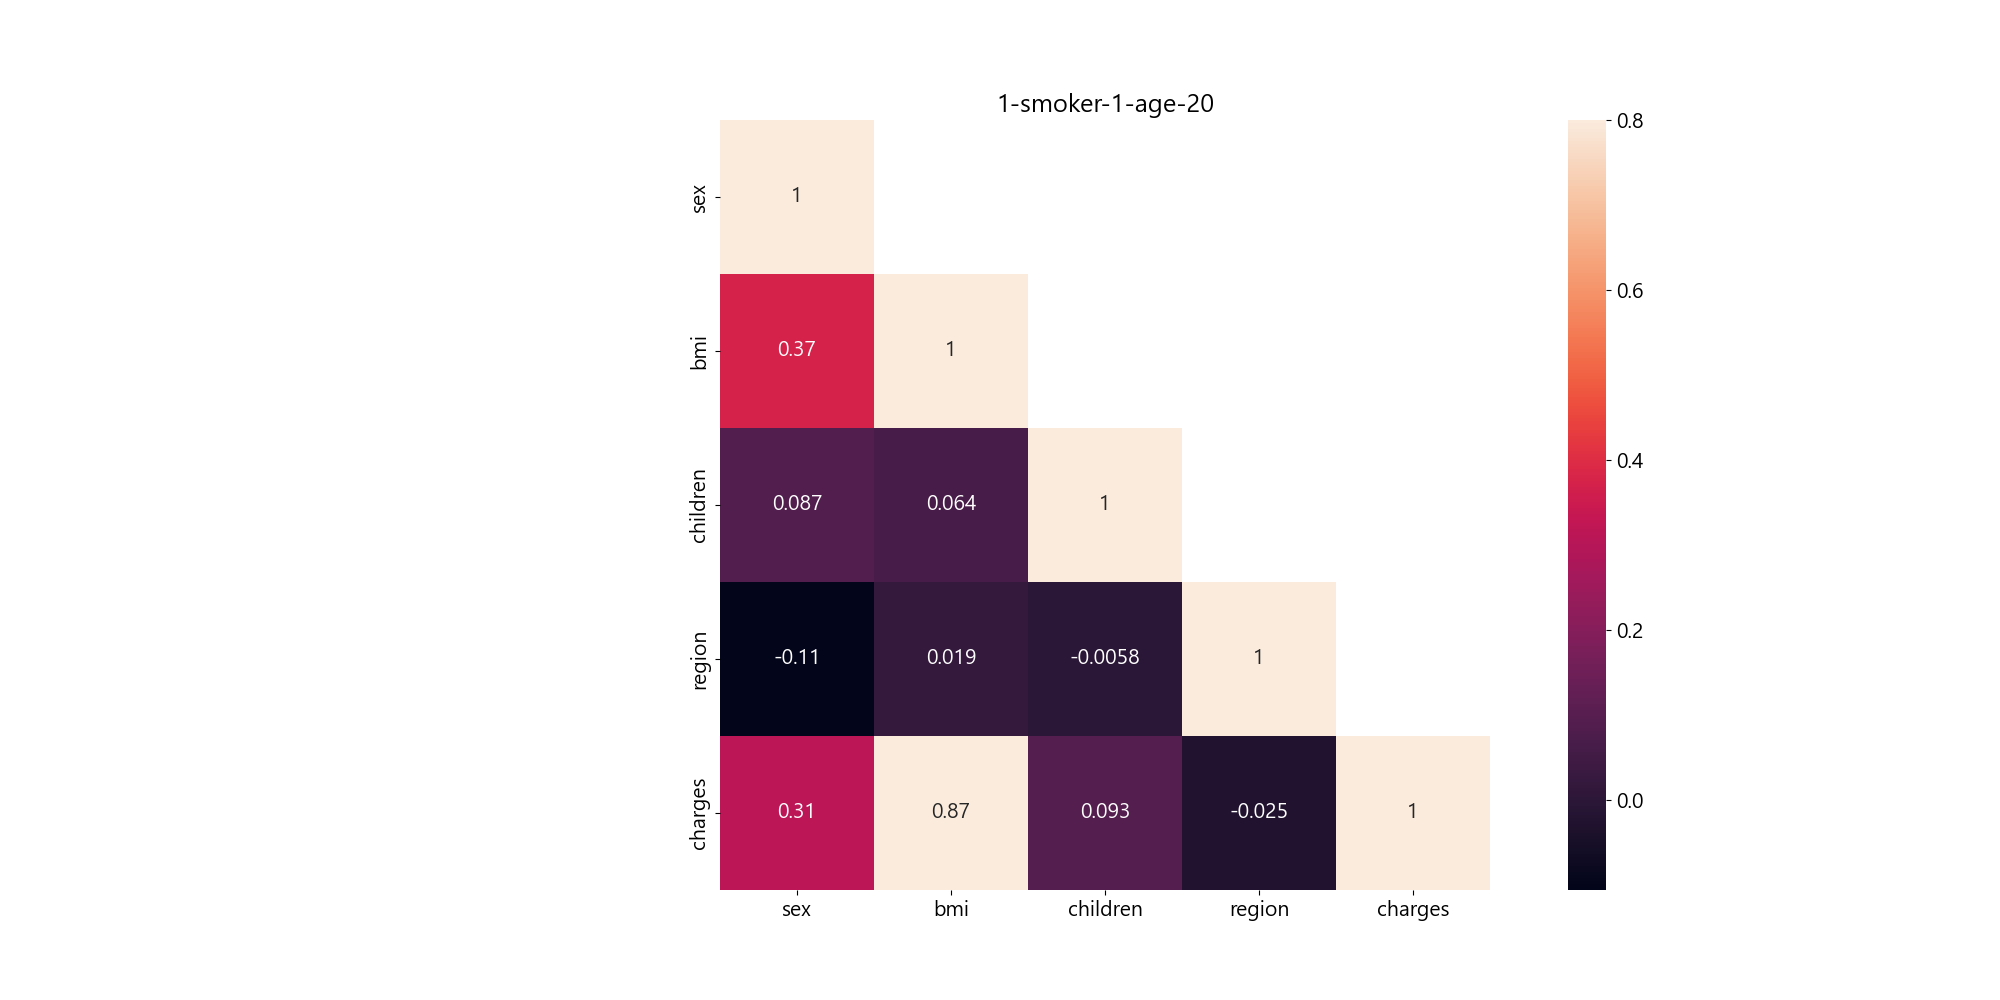 1-smoker-1-age-20
sex
1
bmi
0.37 1
children
0.087 0.064 1
region
-0.11 0.019 -0.0058 1
charges
0.31 0.87 0.093 -0.025 1
sex bmi children region charges
0.8
0.6
0.4
0.2
0.0